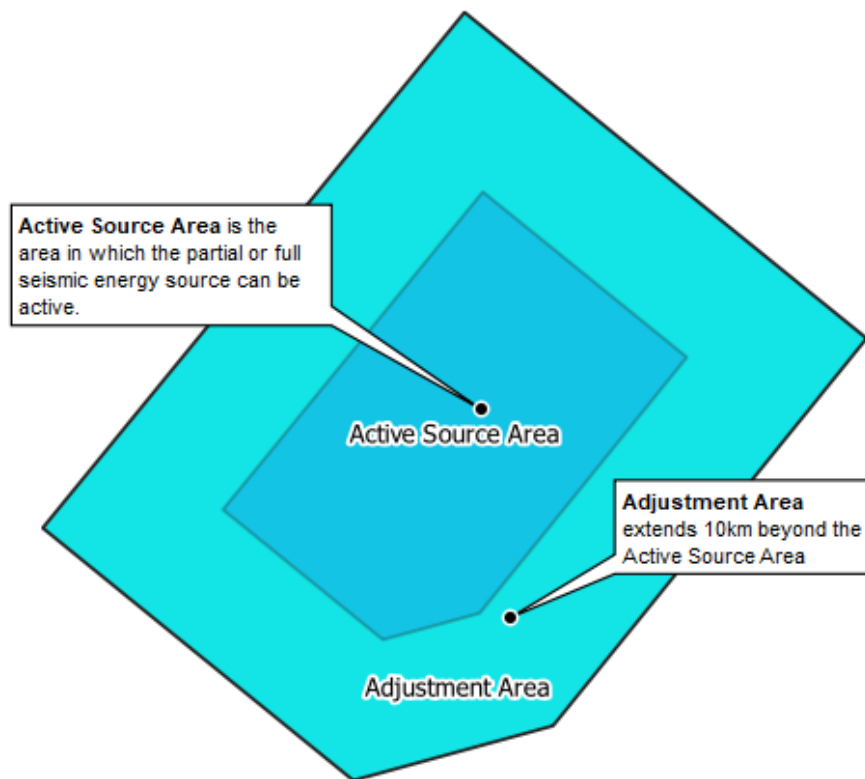 Active Source Area is the
area in which the partial or full
seismic energy source can be
active.
Active Source Area
Adjustment Area
extends 10km beyond the
Active Source Area
Adjustment Area